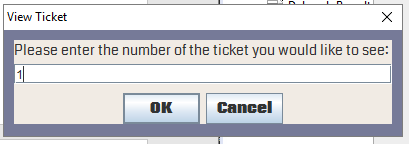 View Ticket
Please enter the number of the ticket you would like to see:
1
OK Cancel